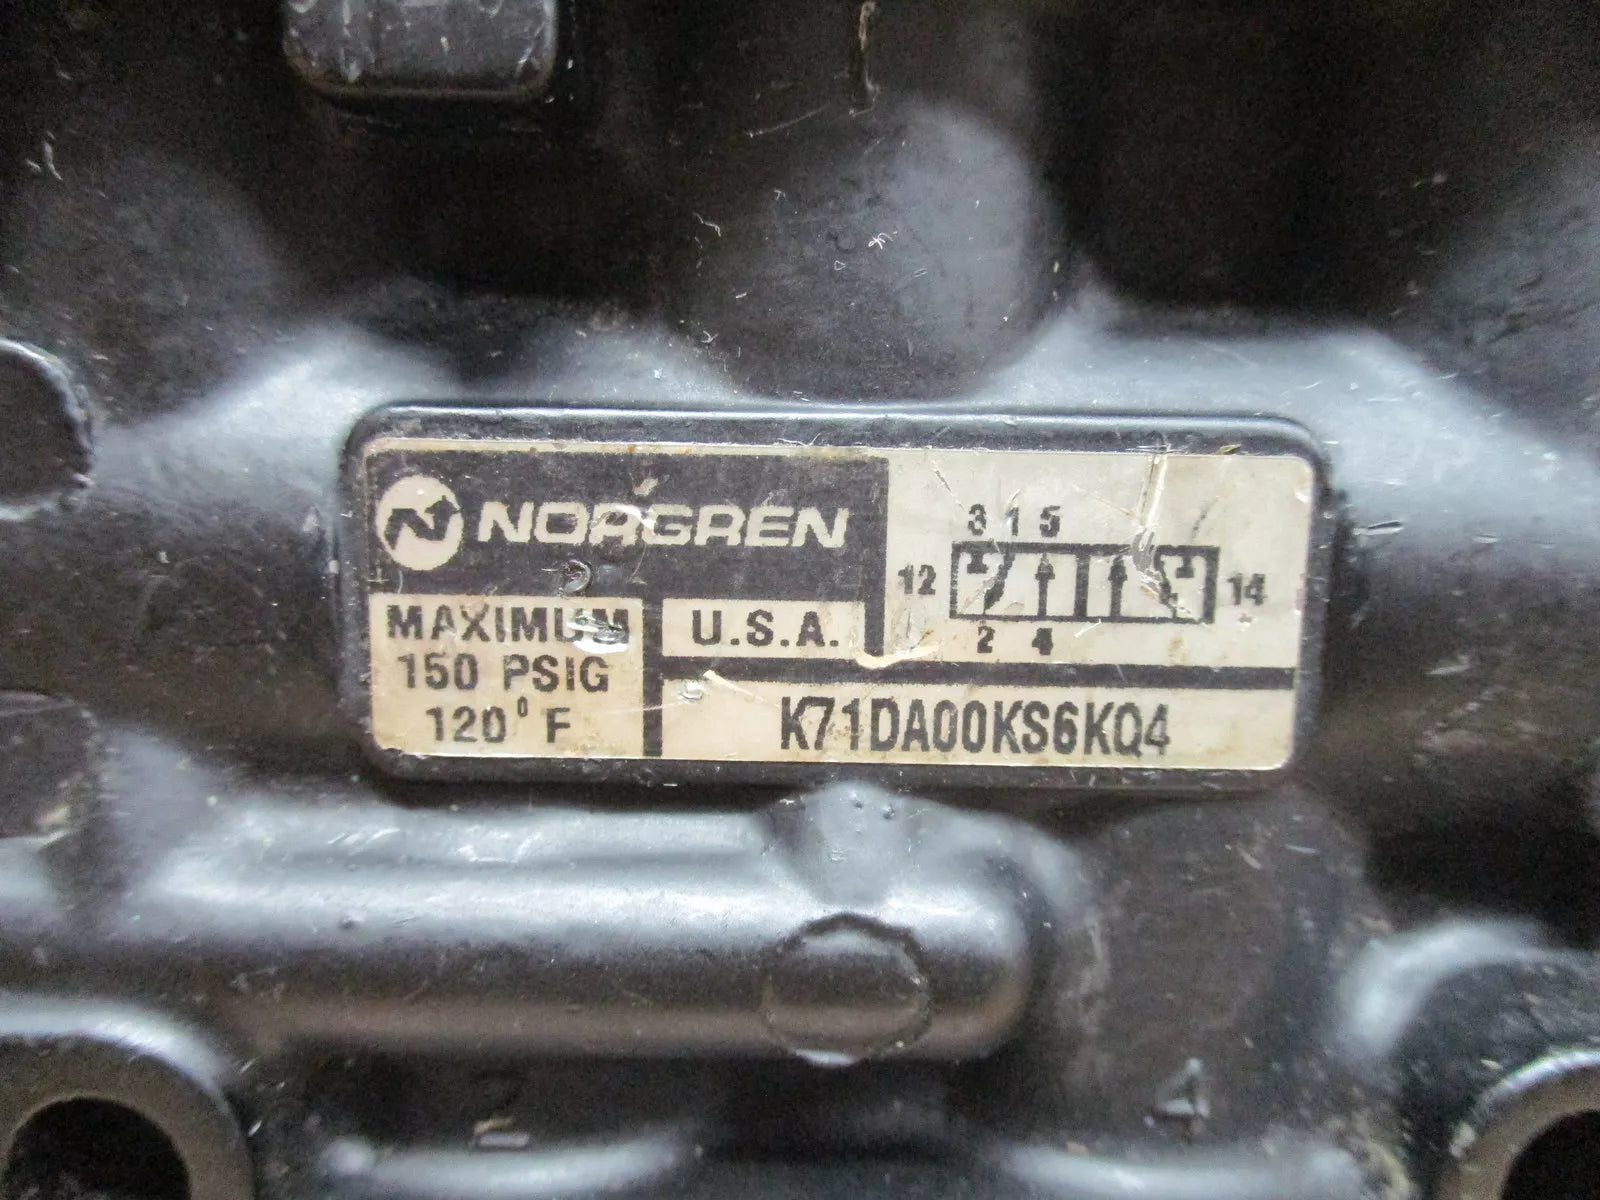 NORGREN
3 1 5
12
14
2 4
MAXIMUM
150 PSIG
120° F
U.S.A.
K71DA00KS6KQ4